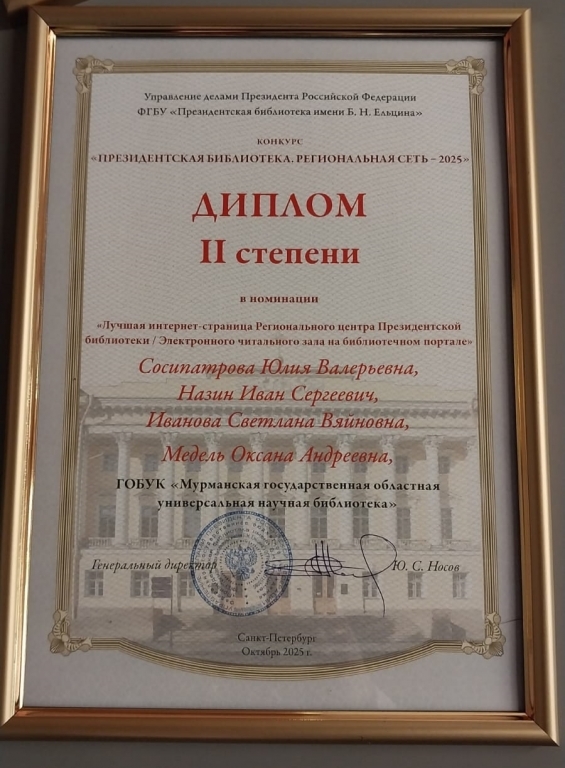 Управление делами Президента Российской Федерации
ФГБУ «Президентская библиотека имени Б. Н. Ельцина»
КОНКУРС
«ПРЕЗИДЕНТСКАЯ БИБЛИОТЕКА. РЕГИОНАЛЬНАЯ СЕТЬ – 2025»
ДИПЛОМ
II степени
в номинации
«Лучшая интернет-страница Регионального центра Президентской
библиотеки / Электронного читального зала на библиотечном портале»
Сосипатрова Юлия Валерьевна,
Назин Иван Сергеевич,
Иванова Светлана Вяйновна,
Медель Оксана Андреевна,
ГОБУК «Мурманская государственная областная
универсальная научная библиотека»
Генеральный директор Ю. С. Носов
Санкт-Петербург
Октябрь 2025 г.